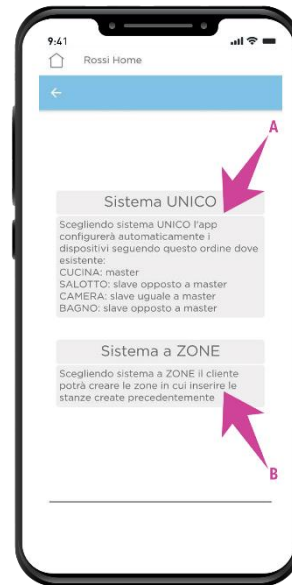 9:41
Rossi Home
A
Sistema UNICO
Scegliendo sistema UNICO l'app
configurerà automaticamente i
dispositivi seguendo questo ordine dove
esistente:
CUCINA: master
SALOTTO: slave opposto a master
CAMERA: slave uguale a master
BAGNO: slave opposto a master
Sistema a ZONE
Scegliendo sistema a ZONE il cliente
potrà creare le zone in cui inserire le
stanze create precedentemente
B